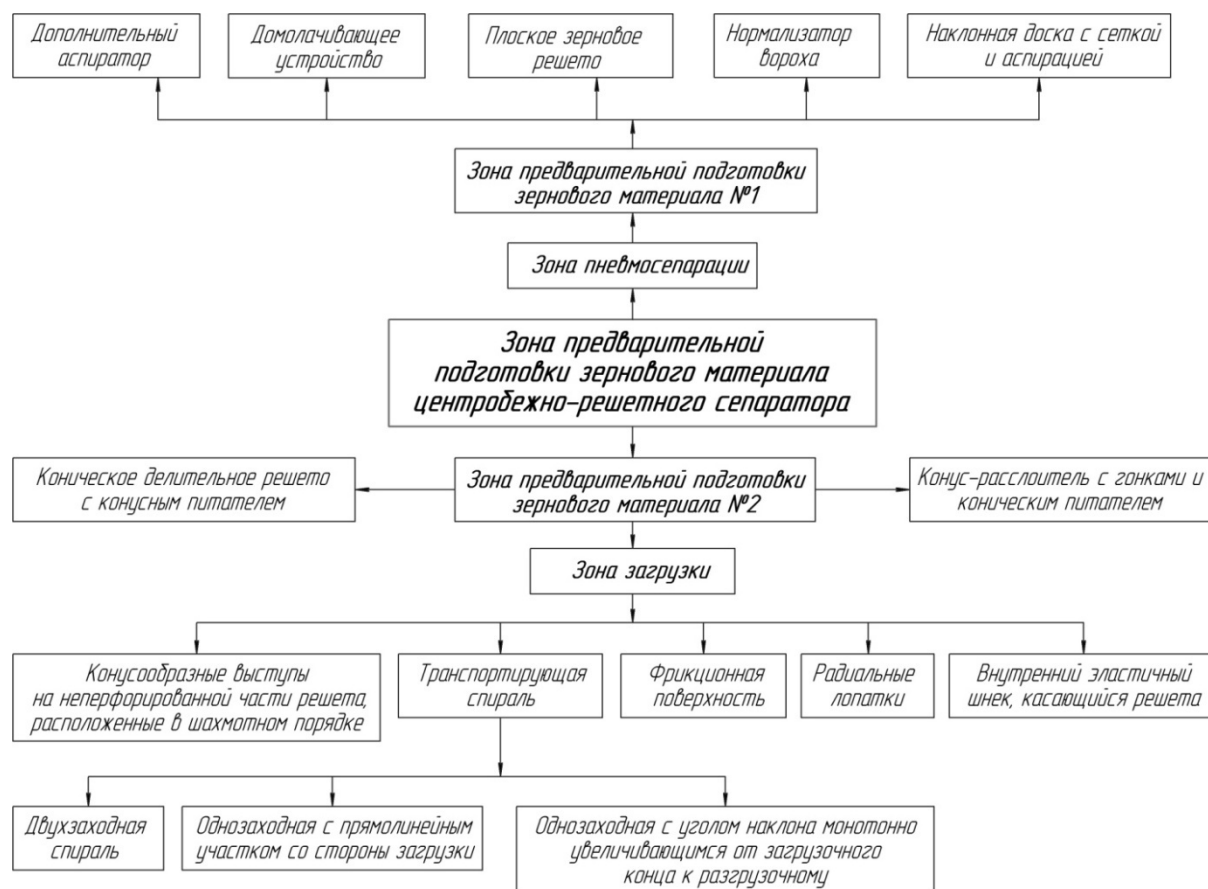 Дополнительный
аспиратор
Домолачивающее
устройство
Плоское зерновое
решето
Нормализатор
вороха
Наклонная доска с сеткой
и аспирацией
Зона предварительной подготовки
зернового материала №1
Зона пневмосепарации
Зона предварительной
подготовки зернового материала
центробежно-решетного сепаратора
Коническое делительное решето
с конусным питателем
Зона предварительной подготовки
зернового материала №2
Конус-расслоитель с гонками и
коническим питателем
Зона загрузки
Конусообразные выступы
на неперфорированной части решета,
расположенные в шахмотном порядке
Транспортирующая
спираль
Фрикционная
поверхность
Радиальные
лопатки
Внутренний эластичный
шнек, касающийся решета
Двухзаходная
спираль
Однозаходная с прямолинейным
участком со стороны загрузки
Однозаходная с уголом наклона монотонно
увеличивающимся от загрузочного
конца к разгрузочному